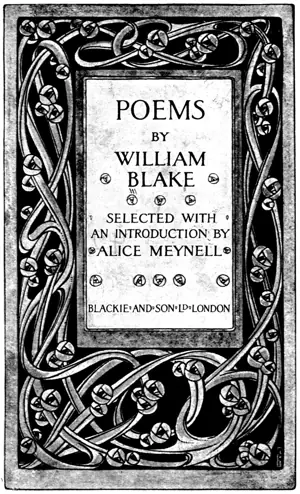 POEMS
BY
WILLIAM
BLAKE
SELECTED WITH
AN INTRODUCTION BY
ALICE MEYNELL
BLACKIE AND SON LD LONDON